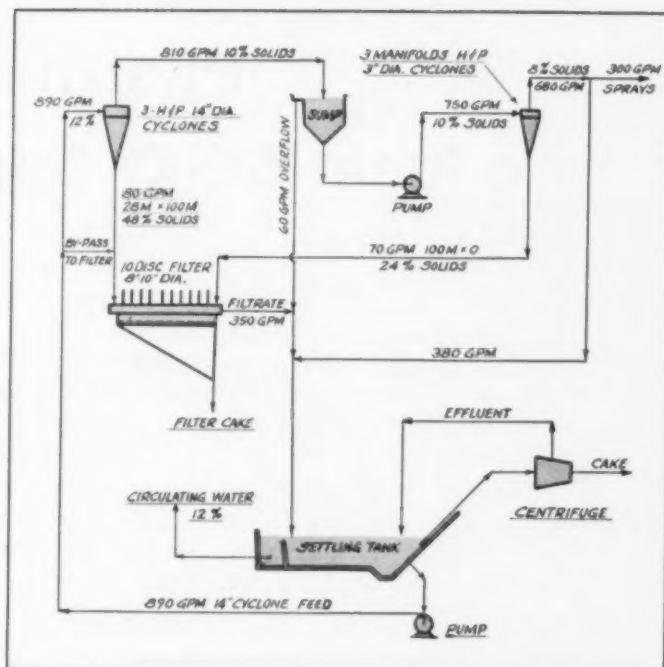 810 GPM 10% SOLIDS
3 MANIFOLDS H&P
3" DIA. CYCLONES
8% SOLIDS
680 GPM
300 GPM
SPRAYS
890 GPM
12%
3-H&P 14" DIA.
CYCLONES
SUMP
750 GPM
10% SOLIDS
PUMP
60 GPM OVERFLOW
80 GPM
28M × 100M
48% SOLIDS
BY-PASS
TO FILTER
70 GPM 100M × 0
24% SOLIDS
10 DISC FILTER
8'10" DIA.
FILTRATE
350 GPM
380 GPM
FILTER CAKE
EFFLUENT
CAKE
CENTRIFUGE
CIRCULATING WATER
12%
SETTLING TANK
890 GPM 14" CYCLONE FEED
PUMP